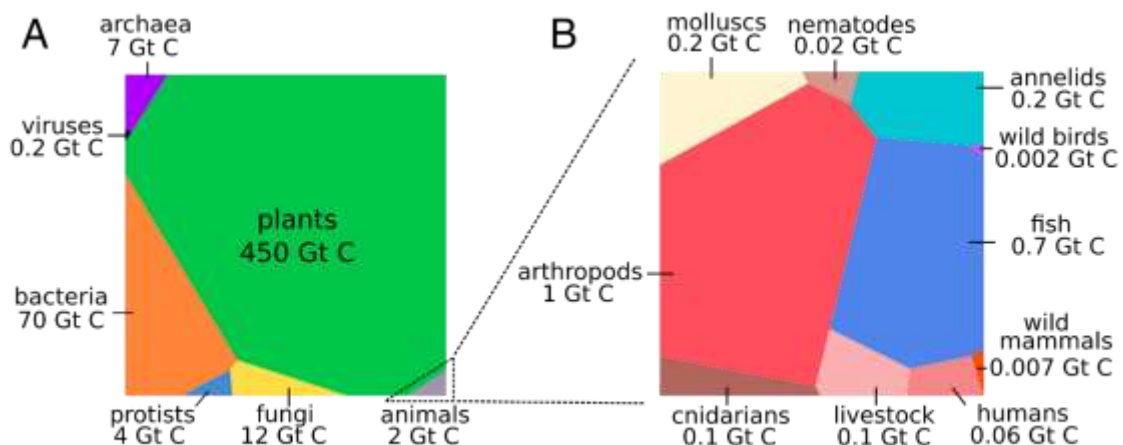 A
archaea
7 Gt C
viruses
0.2 Gt C
plants
450 Gt C
bacteria
70 Gt C
protists
4 Gt C
fungi
12 Gt C
animals
2 Gt C
B
molluscs
0.2 Gt C
nematodes
0.02 Gt C
annelids
0.2 Gt C
wild birds
0.002 Gt C
fish
0.7 Gt C
arthropods
1 Gt C
wild
mammals
0.007 Gt C
cnidarians
0.1 Gt C
livestock
0.1 Gt C
humans
0.06 Gt C